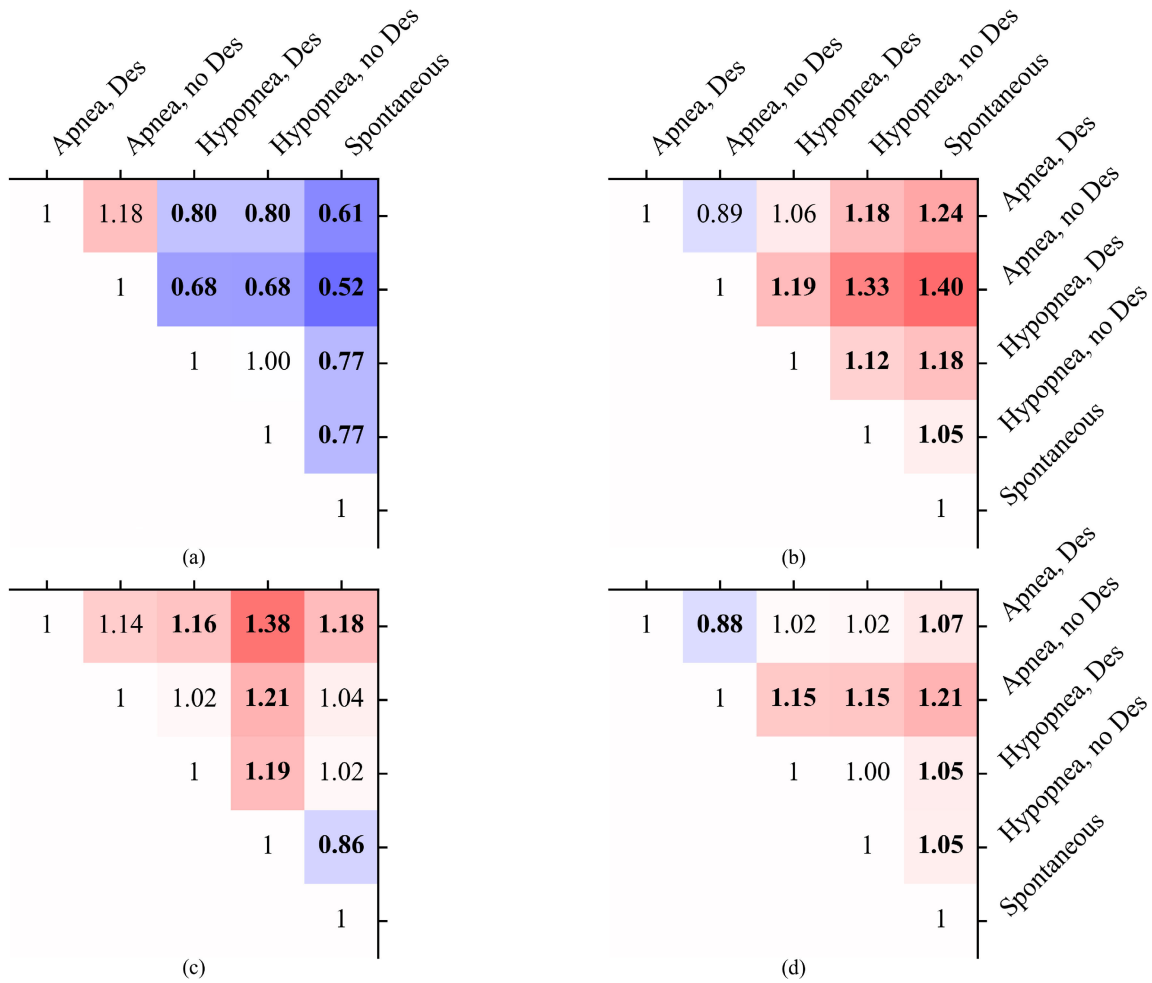 Apnea, Des
Apnea, no Des
Hypopnea, Des
Hypopnea, no Des
Spontaneous
1 1.18 0.80 0.80 0.61
1 0.68 0.68 0.52
1 1.00 0.77
1 0.77
1
(a)
Apnea, Des
Apnea, no Des
Hypopnea, Des
Hypopnea, no Des
Spontaneous
1 0.89 1.06 1.18 1.24 Apnea, Des
1 1.19 1.33 1.40 Apnea, no Des
1 1.12 1.18 Hypopnea, Des
1 1.05 Hypopnea, no Des
1 Spontaneous
(b)
1 1.14 1.16 1.38 1.18
1 1.02 1.21 1.04
1 1.19 1.02
1 0.86
1
(c)
1 0.88 1.02 1.02 1.07 Apnea, Des
1 1.15 1.15 1.21 Apnea, no Des
1 1.00 1.05 Hypopnea, Des
1 1.05 Hypopnea, no Des
1 Spontaneous
(d)